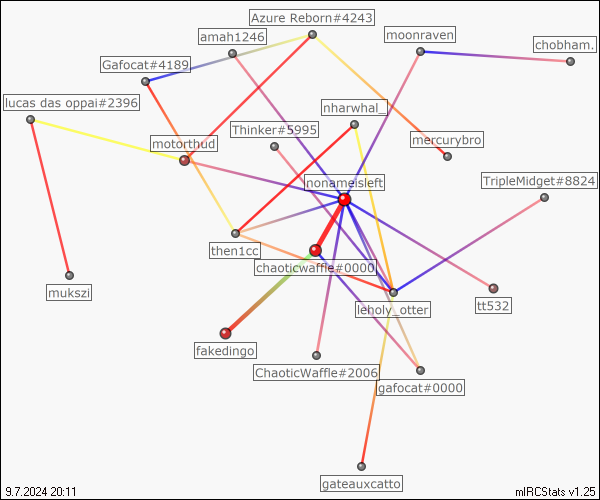 Azure Reborn#4243
amah1246
moonraven
chobham.
Gafocat#4189
lucas das oppai#2396
nharwhal_
Thinker#5995
mercurybro
motorthud
nonameisleft
TripleMidget#8824
then1cc
chaoticwaffle#0000
mukszi
leholy_otter
tt532
fakedingo
ChaoticWaffle#2006
gafocat#0000
gateauxcatto
9.7.2024 20:11
mIRCStats v1.25